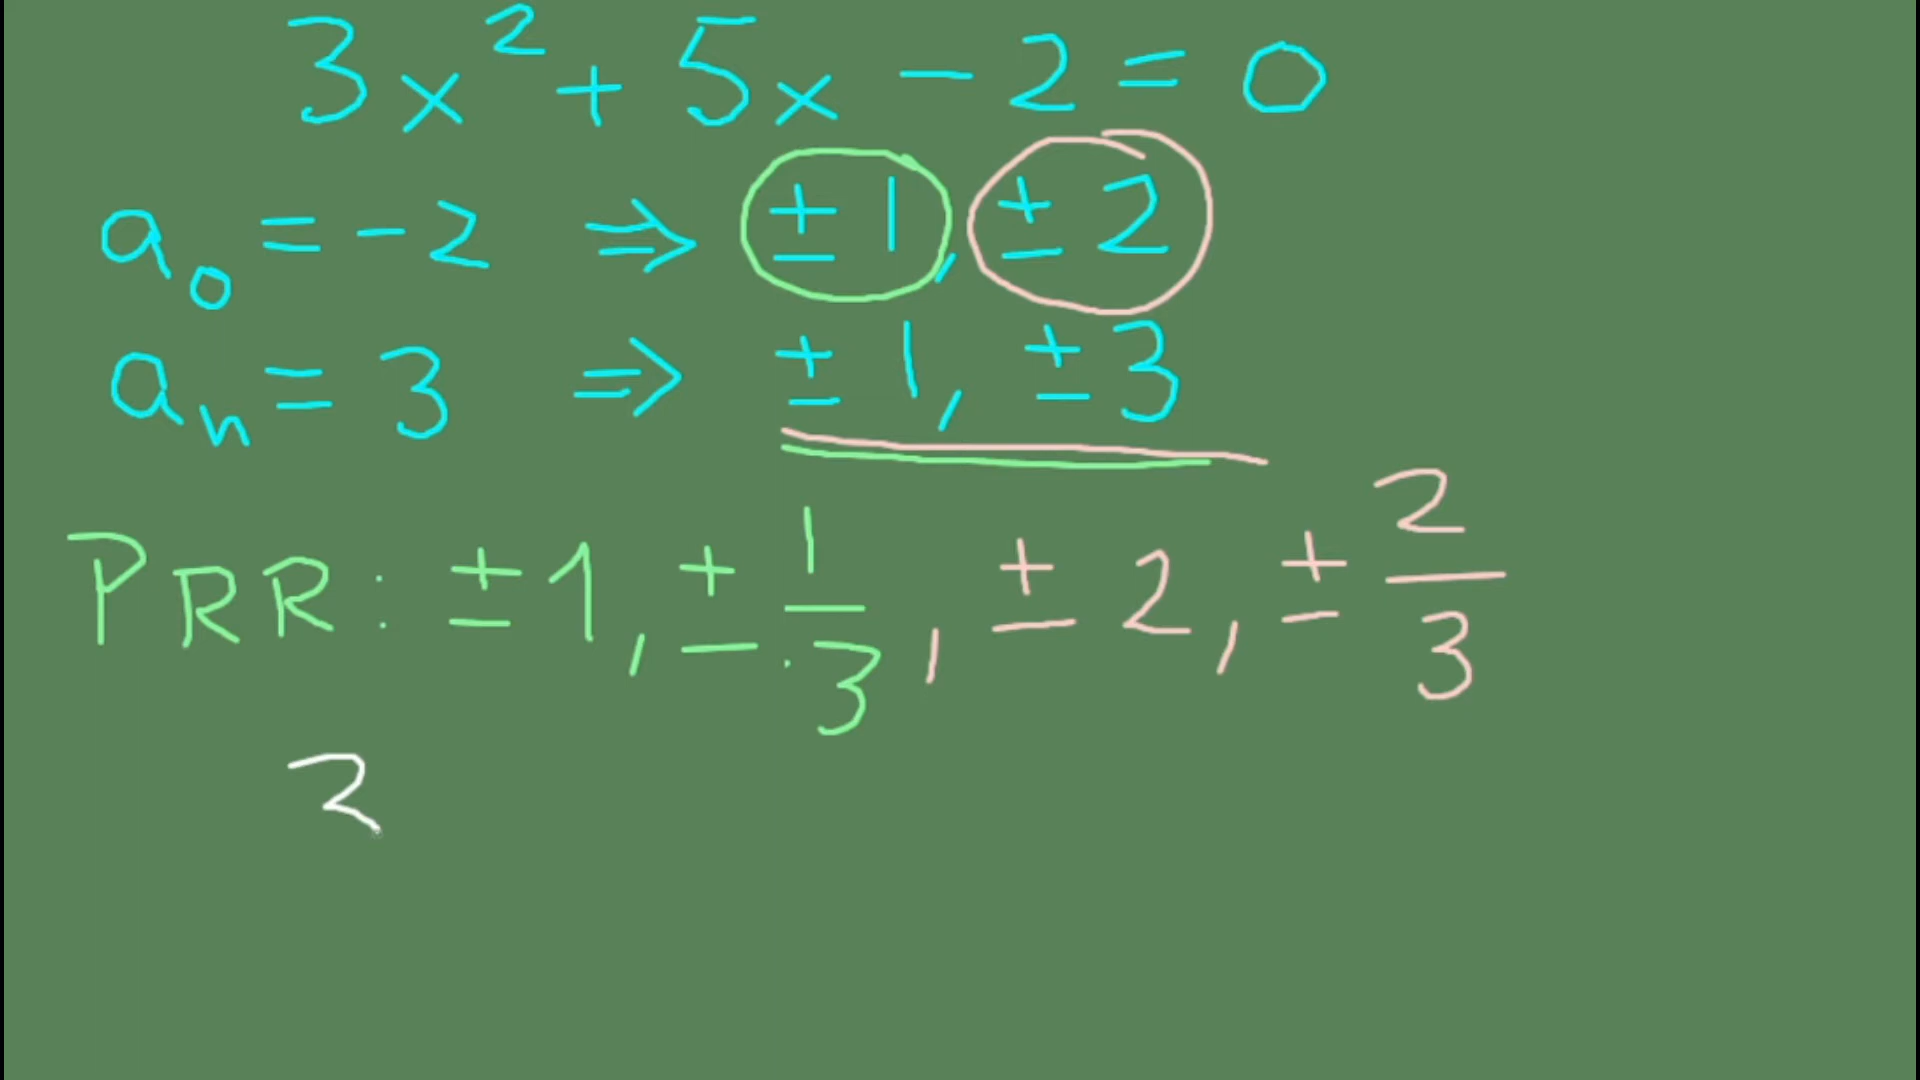 3x² + 5x - 2 = 0
a₀ = -2 ⇒ ± 1, ± 2
aₙ = 3 ⇒ ± 1, ± 3
PRR: ± 1, ± 1/3, ± 2, ± 2/3